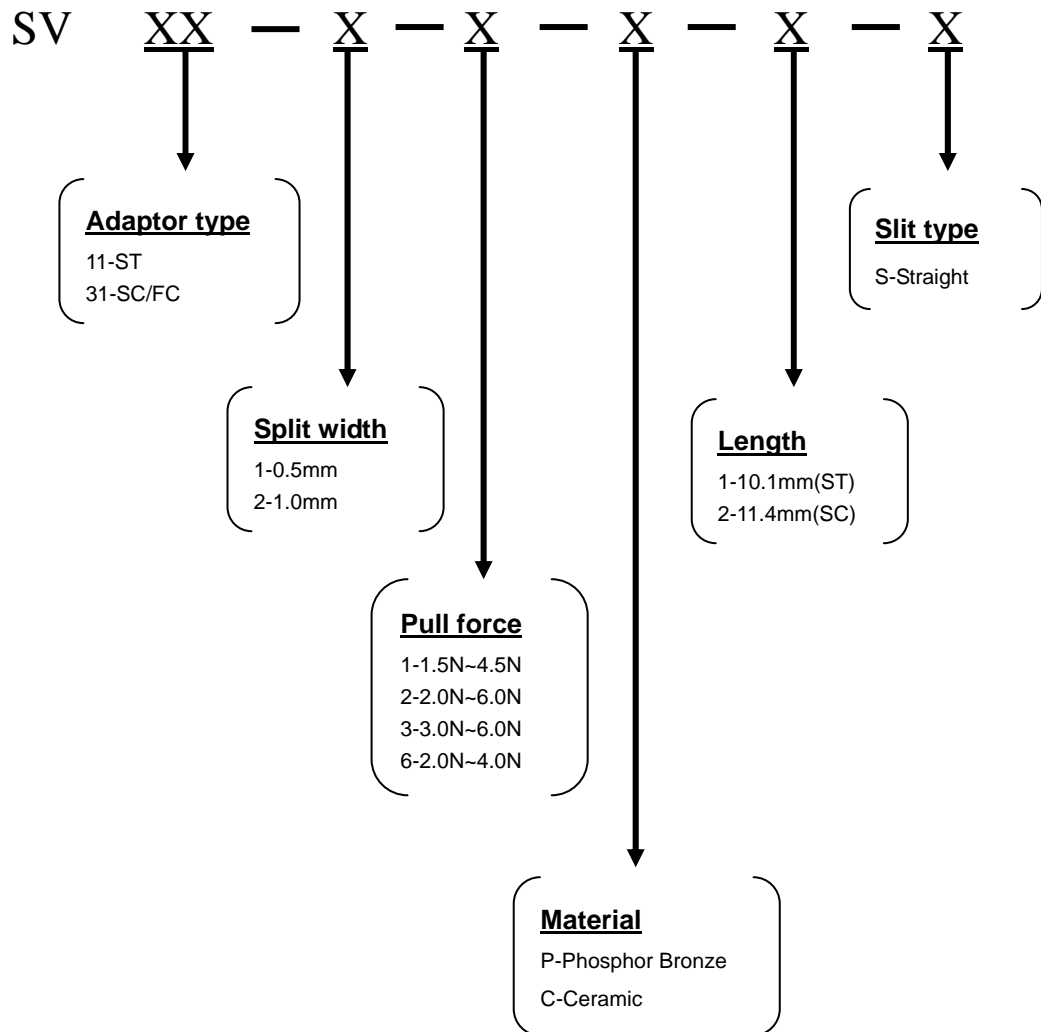 SV XX — X — X — X — X — X
Adaptor type
11-ST
31-SC/FC
Slit type
S-Straight
Split width
1-0.5mm
2-1.0mm
Length
1-10.1mm(ST)
2-11.4mm(SC)
Pull force
1-1.5N~4.5N
2-2.0N~6.0N
3-3.0N~6.0N
6-2.0N~4.0N
Material
P-Phosphor Bronze
C-Ceramic